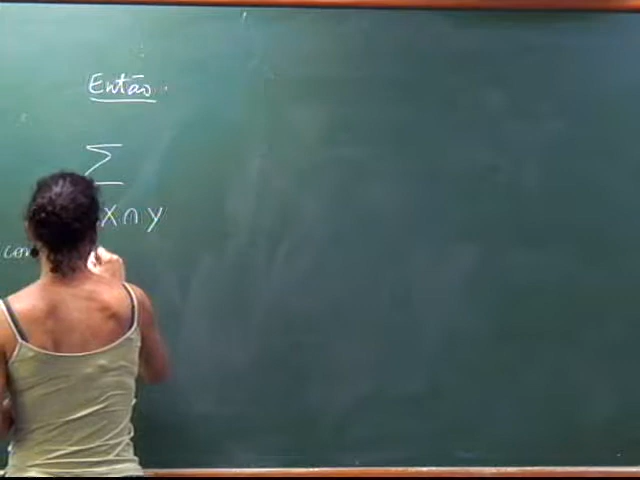 Então
∑
X ∩ Y